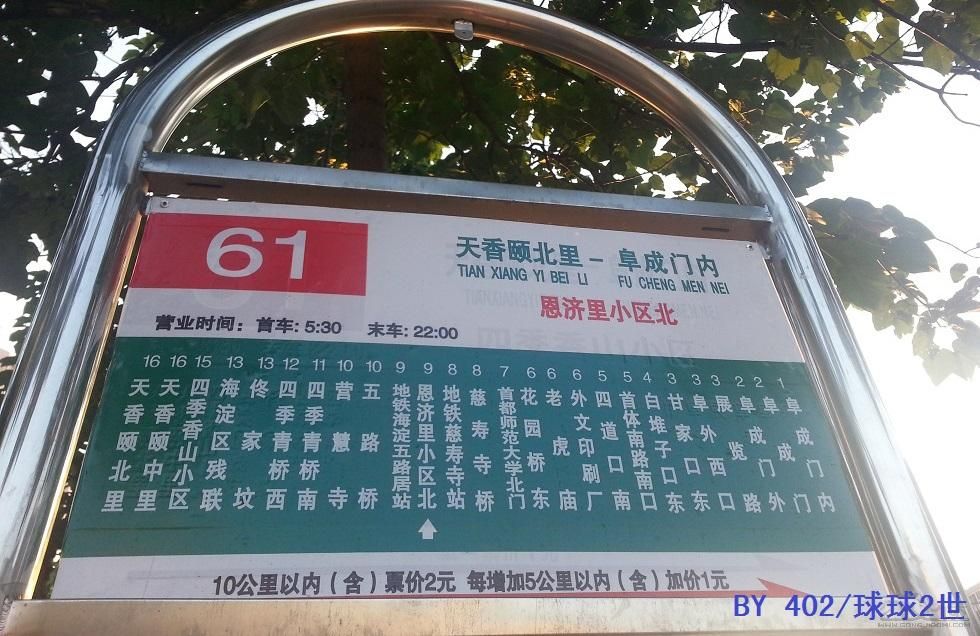 61
天香颐北里 – 阜成门内
TIAN XIANG YI BEI LI FU CHENG MEN NEI
恩济里小区北
营业时间: 首车: 5:30 末车: 22:00
16 16 15 13 13 12 11 10 10 9 9 8 8 7 6 6 6 5 5 4 3 3 3 2 2 1
天香颐北里
天香颐中里
四季香山小区
海淀区残联
佟家坟
四季青桥西
四季青桥南
营慧寺
五路桥
地铁海淀五路居站
恩济里小区北
地铁慈寿寺站
慈寿寺桥
首都师范大学北门
花园桥东
老虎庙
外文印刷厂
四道口南
首体南路南口
白堆子口东
甘家口东
阜外西口
展览路
阜成门外
阜成门内
10公里以内（含）票价2元 每增加5公里以内（含）加价1元
BY 402/球球2世
WWW.GONGJIAOMI.COM